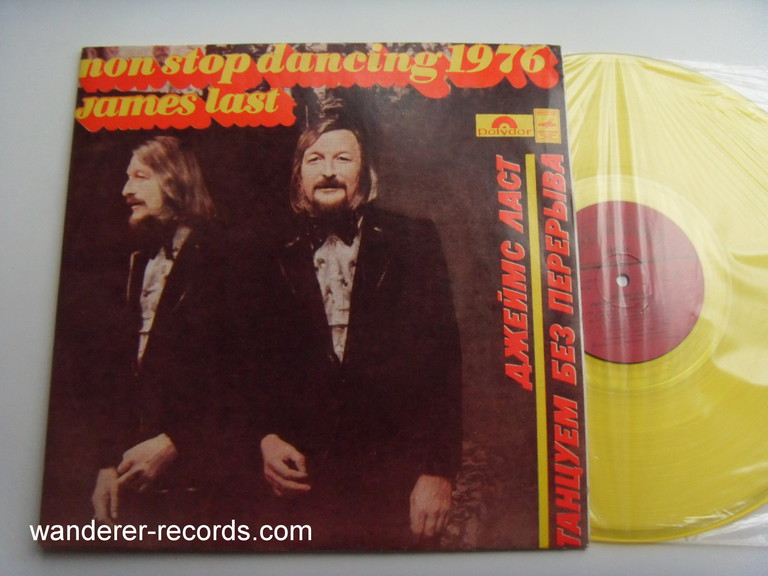 non stop dancing 1976
james last
polydor
ДЖЕЙМС ЛАСТ
ТАНЦУЕМ БЕЗ ПЕРЕРЫВА
wanderer-records.com